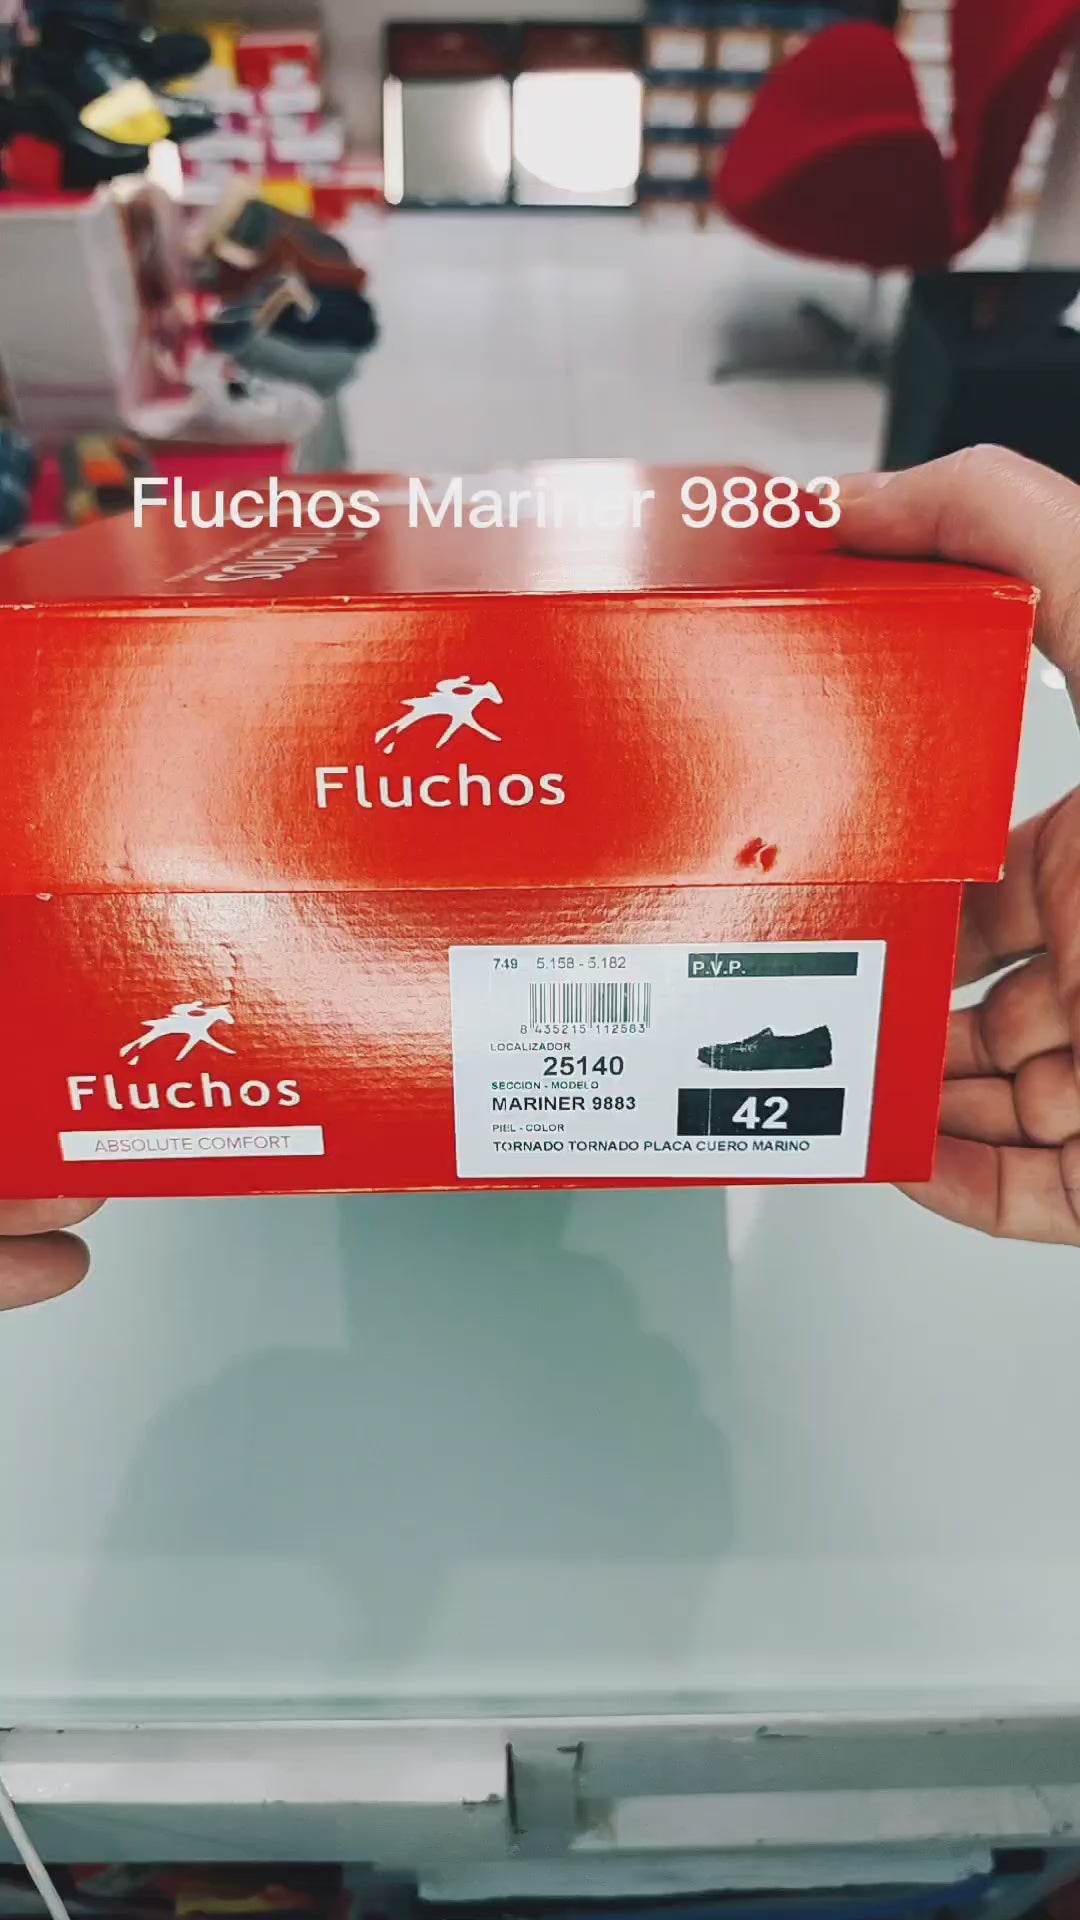 Fluchos Mariner 9883
Fluchos
Fluchos
Fluchos
ABSOLUTE COMFORT
749 5.158 - 5.182
P.V.P.
8 435215 112583
LOCALIZADOR
25140
SECCION - MODELO
MARINER 9883
42
PIEL - COLOR
TORNADO TORNADO PLACA CUERO MARINO